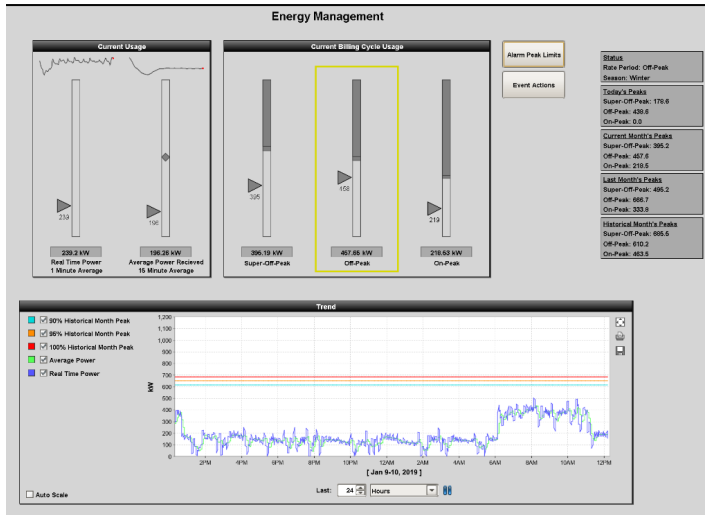 Energy Management
Current Usage
239
196
239.2 kW
196.25 kW
Real Time Power
1 Minute Average
Average Power Recieved
15 Minute Average
Current Billing Cycle Usage
395
458
219
395.19 kW
457.65 kW
218.53 kW
Super-Off-Peak
Off-Peak
On-Peak
Alarm Peak Limits
Event Actions
Status
Rate Period: Off-Peak
Season: Winter
Today's Peaks
Super-Off-Peak: 178.6
Off-Peak: 439.6
On-Peak: 0.0
Current Month's Peaks
Super-Off-Peak: 395.2
Off-Peak: 457.6
On-Peak: 218.5
Last Month's Peaks
Super-Off-Peak: 495.2
Off-Peak: 666.7
On-Peak: 333.9
Historical Month's Peaks
Super-Off-Peak: 685.5
Off-Peak: 610.2
On-Peak: 463.5
Trend
90% Historical Month Peak
95% Historical Month Peak
100% Historical Month Peak
Average Power
Real Time Power
kW
1,200
1,100
1,000
900
800
700
600
500
400
300
200
100
0
2PM 4PM 6PM 8PM 10PM 12AM 2AM 4AM 6AM 8AM 10AM 12PM
[ Jan 9-10, 2019 ]
Auto Scale
Last: 24 Hours